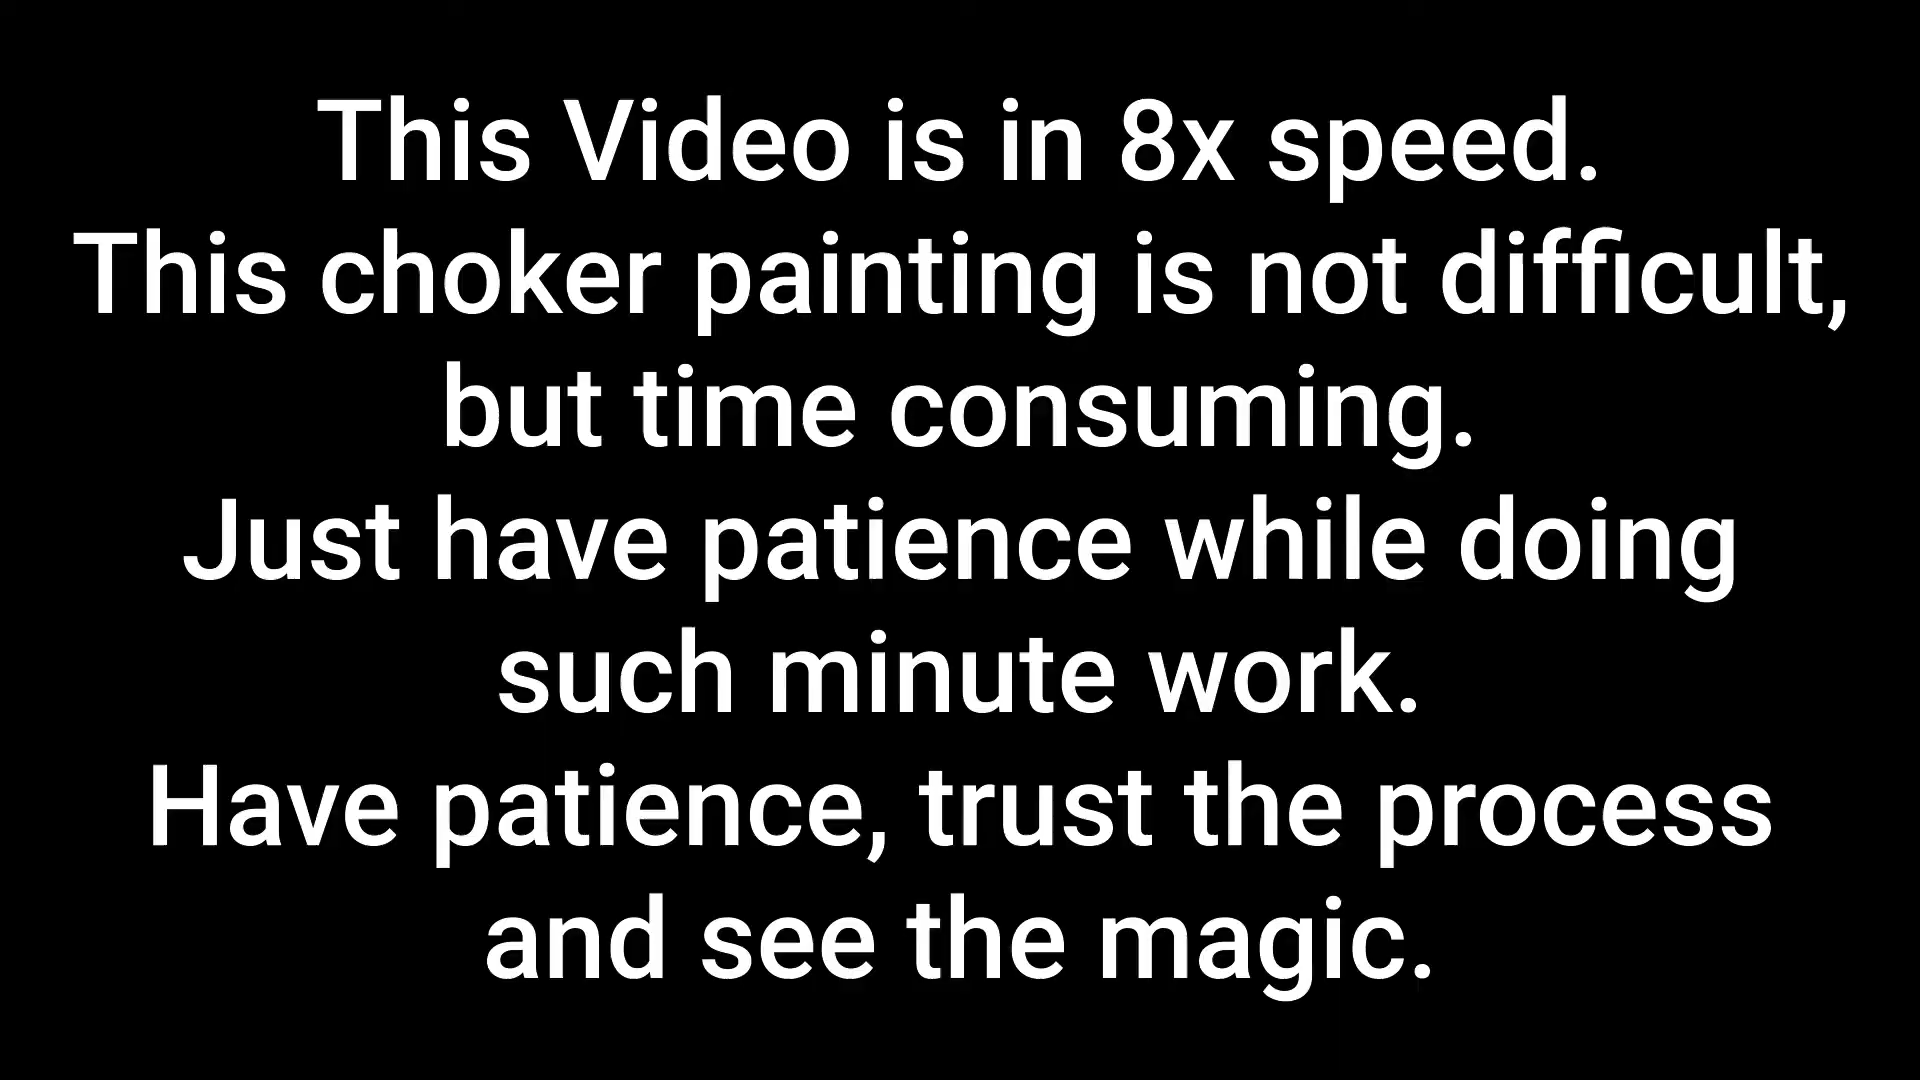 This Video is in 8x speed.
This choker painting is not difficult,
but time consuming.
Just have patience while doing
such minute work.
Have patience, trust the process
and see the magic.